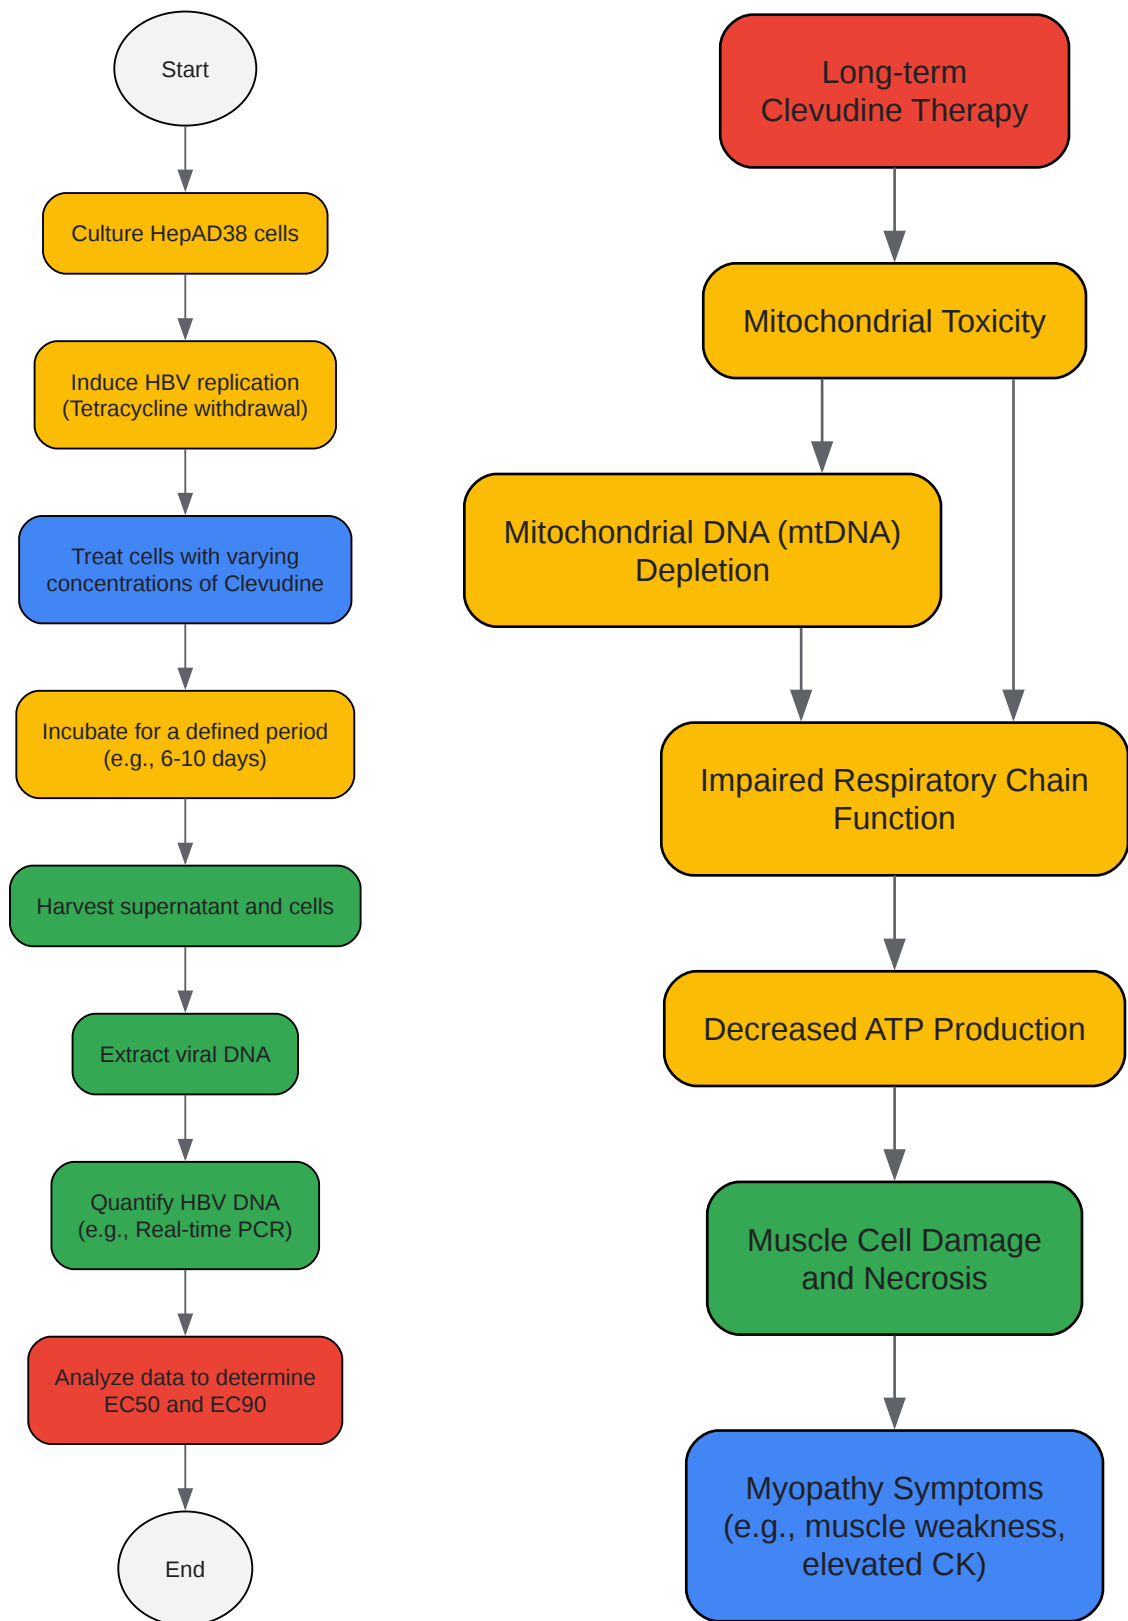 Start
Culture HepAD38 cells
Induce HBV replication
(Tetracycline withdrawal)
Treat cells with varying
concentrations of Clevudine
Incubate for a defined period
(e.g., 6-10 days)
Harvest supernatant and cells
Extract viral DNA
Quantify HBV DNA
(e.g., Real-time PCR)
Analyze data to determine
EC50 and EC90
End
Long-term
Clevudine Therapy
Mitochondrial Toxicity
Mitochondrial DNA (mtDNA)
Depletion
Impaired Respiratory Chain
Function
Decreased ATP Production
Muscle Cell Damage
and Necrosis
Myopathy Symptoms
(e.g., muscle weakness,
elevated CK)